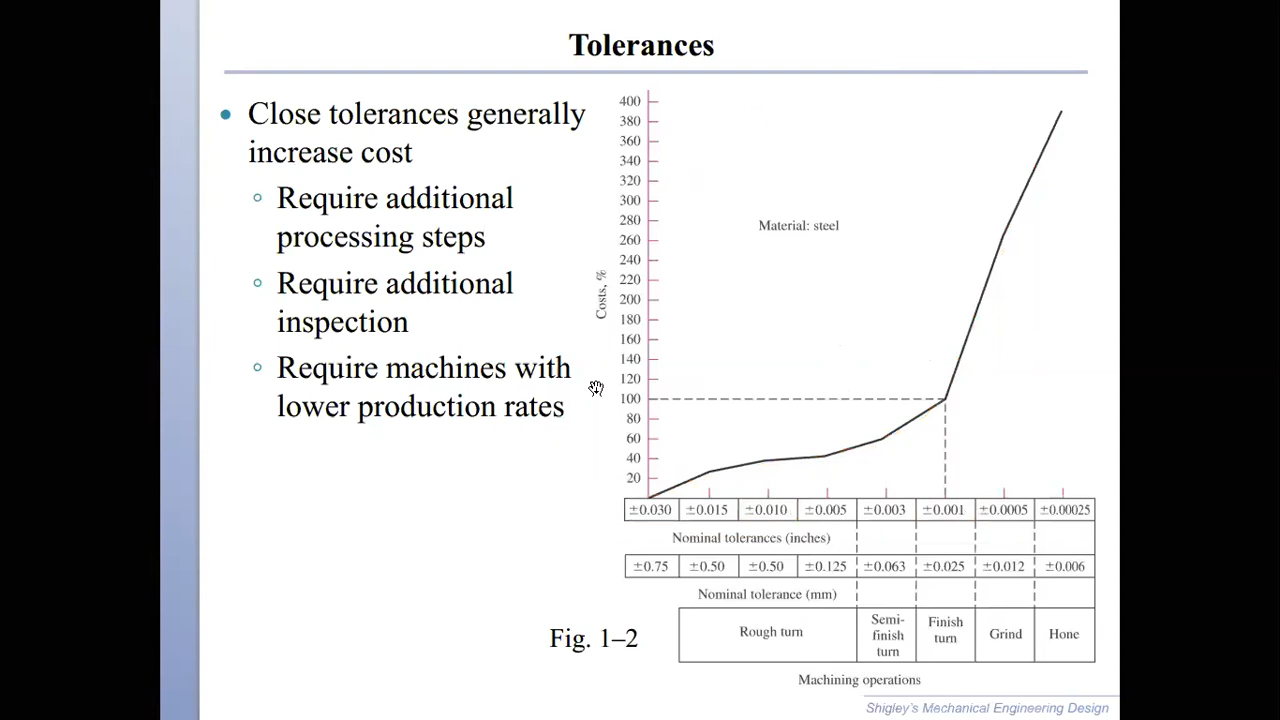 Tolerances
• Close tolerances generally
increase cost
◦ Require additional
processing steps
◦ Require additional
inspection
◦ Require machines with
lower production rates
400
380
360
340
320
300
280
260
240
220
200
180
160
140
120
100
80
60
40
20
Costs, %
Material: steel
±0.030 ±0.015 ±0.010 ±0.005 ±0.003 ±0.001 ±0.0005 ±0.00025
Nominal tolerances (inches)
±0.75 ±0.50 ±0.50 ±0.125 ±0.063 ±0.025 ±0.012 ±0.006
Nominal tolerance (mm)
Rough turn
Semi-
finish
turn
Finish
turn
Grind
Hone
Machining operations
Fig. 1–2
Shigley's Mechanical Engineering Design